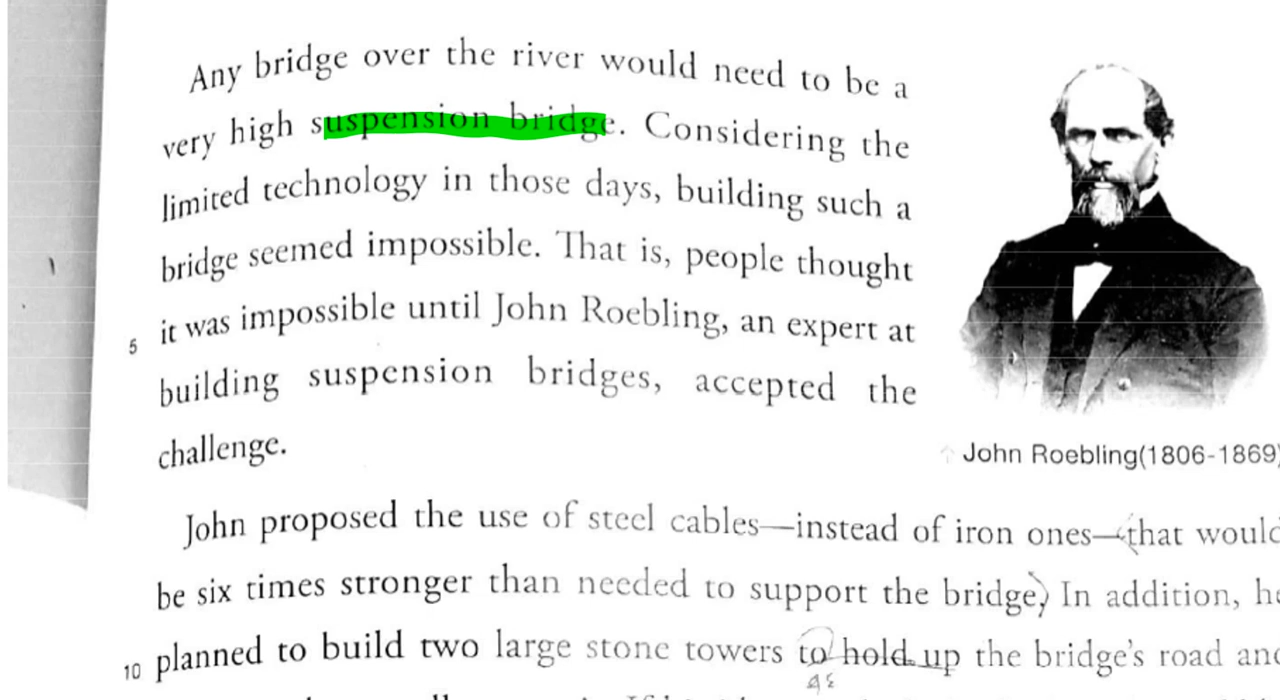 Any bridge over the river would need to be a
very high suspension bridge. Considering the
limited technology in those days, building such a
bridge seemed impossible. That is, people thought
5 it was impossible until John Roebling, an expert at
building suspension bridges, accepted the
challenge.
John Roebling(1806-1869)
John proposed the use of steel cables—instead of iron ones—(that would
be six times stronger than needed to support the bridge) In addition, he
10 planned to build two large stone towers to hold up the bridge's road and